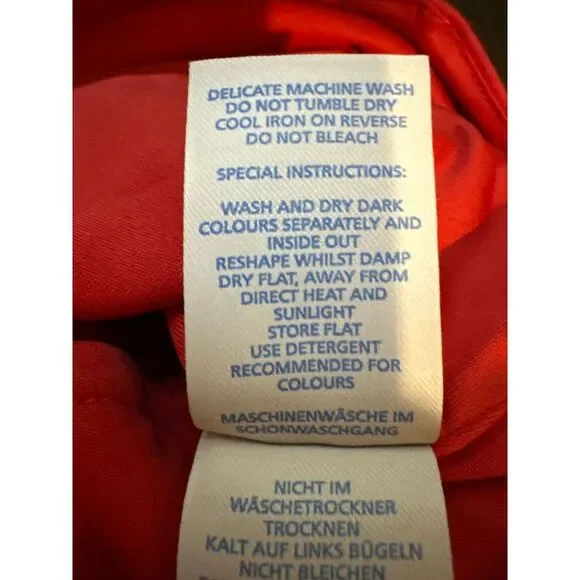 DELICATE MACHINE WASH
DO NOT TUMBLE DRY
COOL IRON ON REVERSE
DO NOT BLEACH
SPECIAL INSTRUCTIONS:
WASH AND DRY DARK
COLOURS SEPARATELY AND
INSIDE OUT
RESHAPE WHILST DAMP
DRY FLAT, AWAY FROM
DIRECT HEAT AND
SUNLIGHT
STORE FLAT
USE DETERGENT
RECOMMENDED FOR
COLOURS
MASCHINENWÄSCHE IM
SCHONWASCHGANG
NICHT IM
WÄSCHETROCKNER
TROCKNEN
KALT AUF LINKS BÜGELN
NICHT BLEICHEN